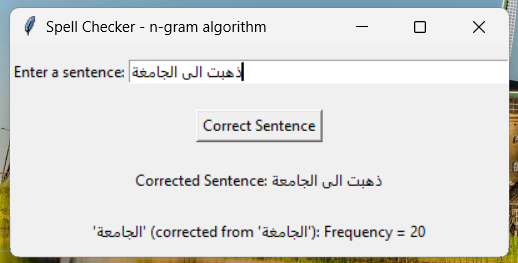 Spell Checker - n-gram algorithm
Enter a sentence: ذهبت الى الجامغة
Correct Sentence
Corrected Sentence: ذهبت الى الجامعة
'الجامعة' (corrected from 'الجامغة'): Frequency = 20